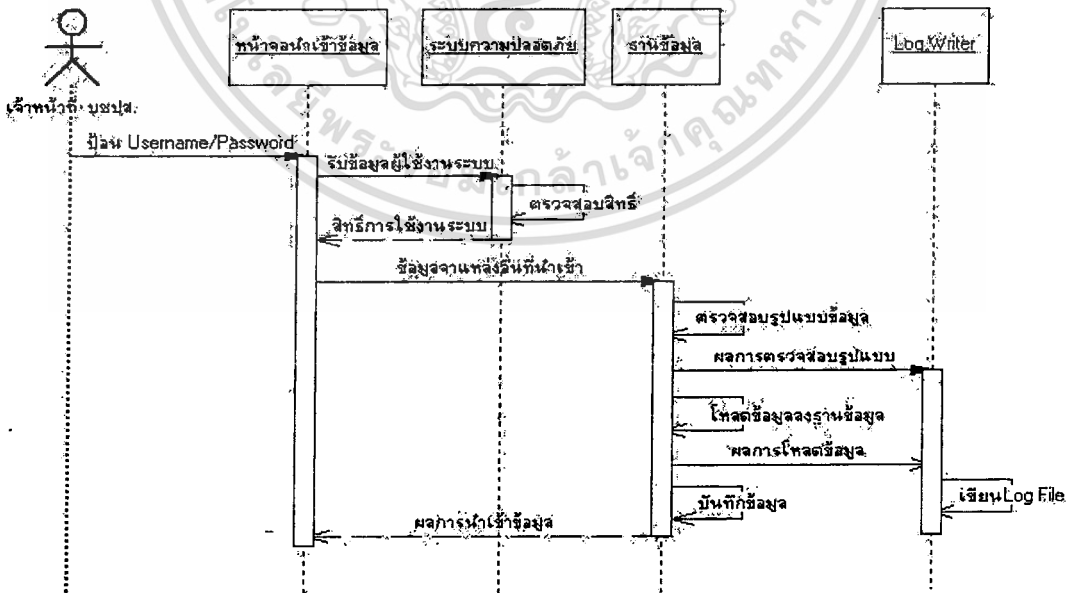 หน้าจอนำเข้าข้อมูล
ระบบความปลอดภัย
ฐานข้อมูล
Log Writer
เจ้าหน้าที่ บชปส.
ป้อน Username/Password
รับข้อมูลผู้ใช้งานระบบ
ตรวจสอบสิทธิ์
สิทธิ์การใช้งานระบบ
ข้อมูลจาแหล่งอื่นที่นำเข้า
ตรวจสอบรูปแบบข้อมูล
ผลการตรวจสอบรูปแบบ
โหลดข้อมูลลงฐานข้อมูล
ผลการโหลดข้อมูล
บันทึกข้อมูล
เขียน Log File
ผลการนำเข้าข้อมูล